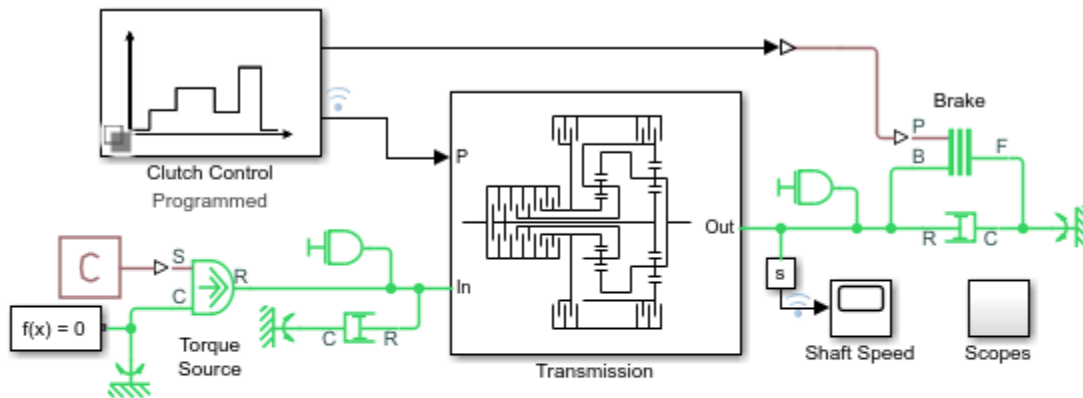 Clutch Control
Programmed
Brake
P
B
F
P
R
C
Out
In
S
C
R
C
C
R
f(x) = 0
Torque
Source
s
Transmission
Shaft Speed
Scopes